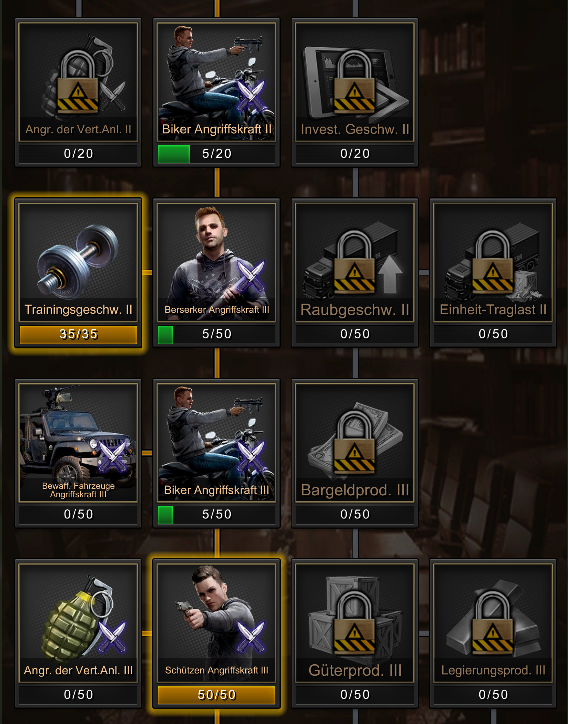 Angr. der Vert.Anl. II
Biker Angriffskraft II
Invest. Geschw. II
0/20
5/20
0/20
Trainingsgeschw. II
Berserker Angriffskraft III
Raubgeschw. II
Einheit-Traglast II
35/35
5/50
0/50
0/50
Bewaff. Fahrzeuge
Angriffskraft III
Biker Angriffskraft III
Bargeldprod. III
0/50
5/50
0/50
Angr. der Vert.Anl. III
Schützen Angriffskraft III
Güterprod. III
Legierungsprod. III
0/50
50/50
0/50
0/50